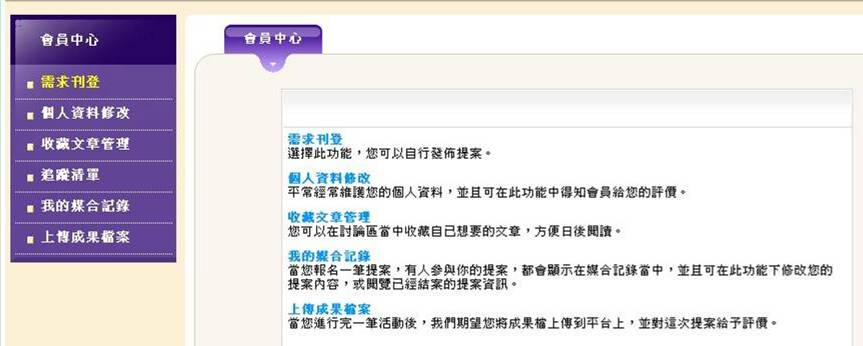 會員中心
需求刊登
個人資料修改
收藏文章管理
追蹤清單
我的媒合記錄
上傳成果檔案
會員中心
需求刊登
選擇此功能，您可以自行發佈提案。
個人資料修改
平常經常維護您的個人資料，並且可在此功能中得知會員給您的評價。
收藏文章管理
您可以在討論區當中收藏自已想要的文章，方便日後閱讀。
我的媒合記錄
當您報名一筆提案，有人參與你的提案，都會顯示在媒合記錄當中，並且可在此功能下修改您的
提案內容，或閱覽已經結案的提案資訊。
上傳成果檔案
當您進行完一筆活動後，我們期望您將成果檔上傳到平台上，並對這次提案給予評價。